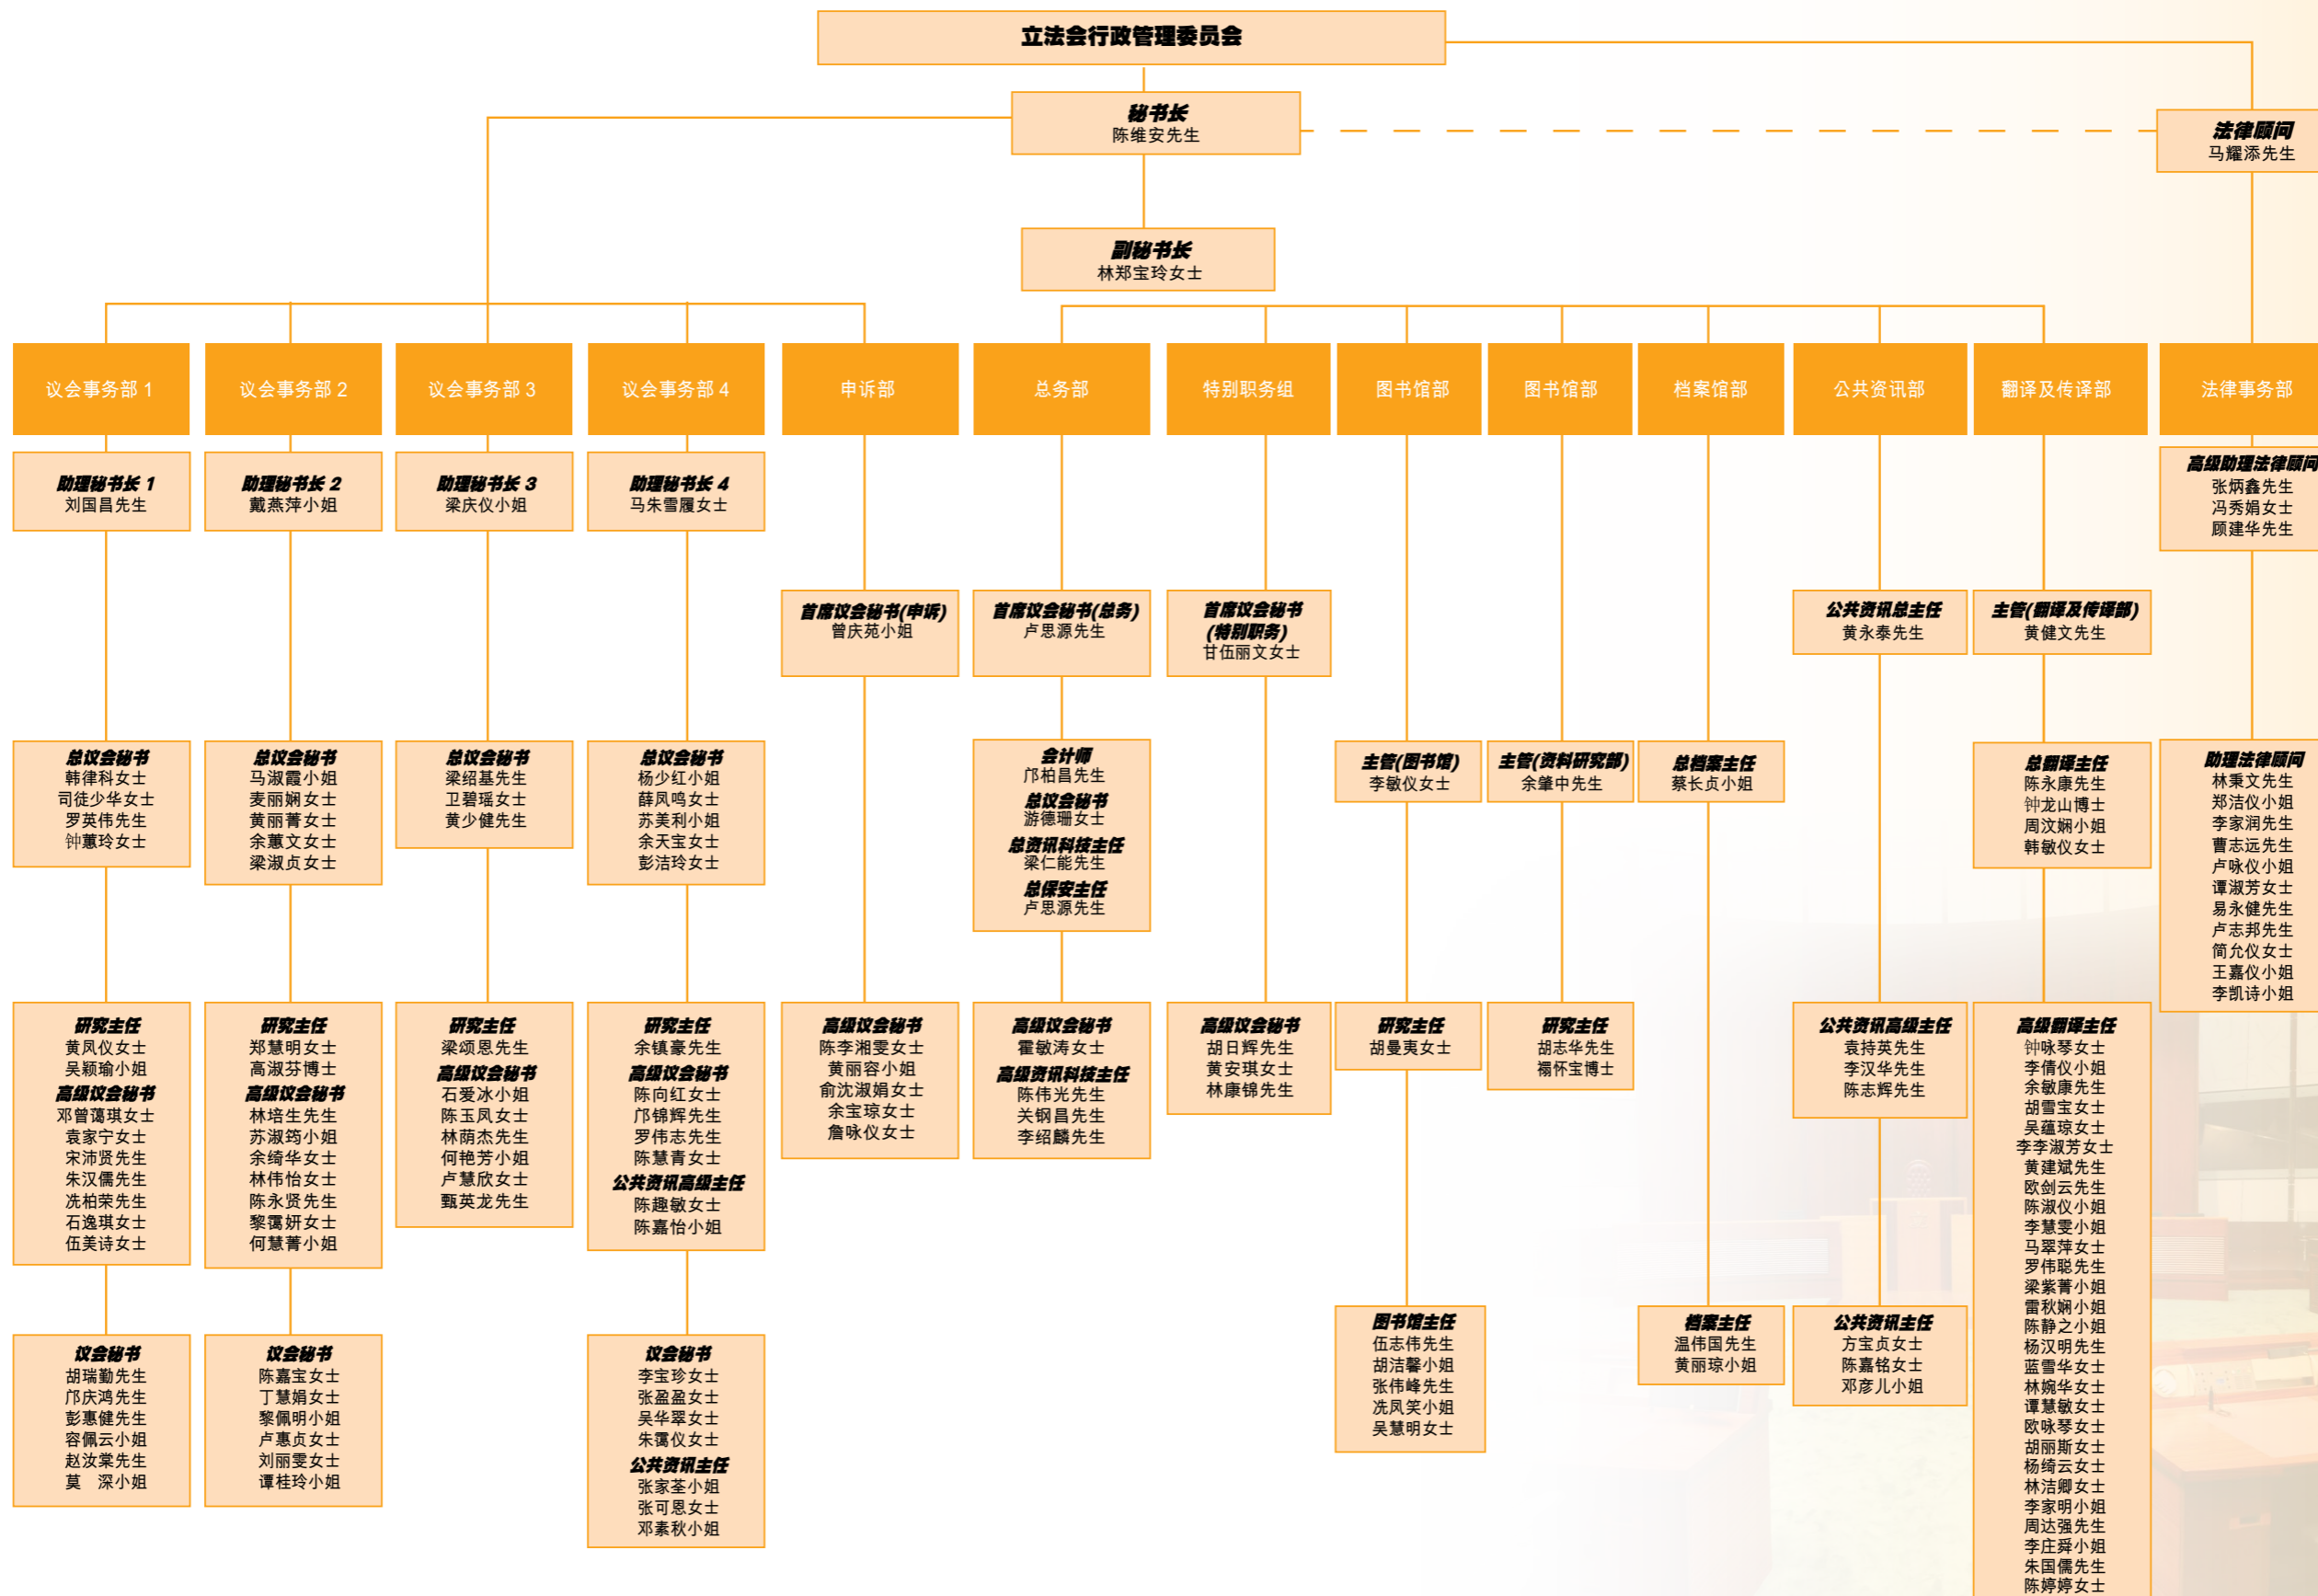 立法会行政管理委员会
秘书长
陈维安先生
法律顾问
马耀添先生
副秘书长
林郑宝玲女士
议会事务部 1
议会事务部 2
议会事务部 3
议会事务部 4
申诉部
总务部
特别职务组
图书馆部
图书馆部
档案馆部
公共资讯部
翻译及传译部
法律事务部
助理秘书长 1
刘国昌先生
助理秘书长 2
戴燕萍小姐
助理秘书长 3
梁庆仪小姐
助理秘书长 4
马朱雪履女士
高级助理法律顾问
张炳鑫先生
冯秀娟女士
顾建华先生
首席议会秘书(申诉)
曾庆苑小姐
首席议会秘书(总务)
卢思源先生
首席议会秘书
(特别职务)
甘伍丽文女士
公共资讯总主任
黄永泰先生
主管(翻译及传译部)
黄健文先生
总议会秘书
韩律科女士
司徒少华女士
罗英伟先生
钟蕙玲女士
总议会秘书
马淑霞小姐
麦丽娴女士
黄丽菁女士
余蕙文女士
梁淑贞女士
总议会秘书
梁绍基先生
卫碧瑶女士
黄少健先生
总议会秘书
杨少红小姐
薛凤鸣女士
苏美利小姐
余天宝女士
彭洁玲女士
会计师
邝柏昌先生
总议会秘书
游德珊女士
总资讯科技主任
梁仁能先生
总保安主任
卢思源先生
主管(图书馆)
李敏仪女士
主管(资料研究部)
余肇中先生
总档案主任
蔡长贞小姐
总翻译主任
陈永康先生
钟龙山博士
周汶娴小姐
韩敏仪女士
助理法律顾问
林秉文先生
郑洁仪小姐
李家润先生
曹志远先生
卢咏仪小姐
谭淑芳女士
易永健先生
卢志邦先生
简允仪女士
王嘉仪小姐
李凯诗小姐
研究主任
黄凤仪女士
吴颖瑜小姐
高级议会秘书
邓曾蔼琪女士
袁家宁女士
宋沛贤先生
朱汉儒先生
冼柏荣先生
石逸琪女士
伍美诗女士
研究主任
郑慧明女士
高淑芬博士
高级议会秘书
林培生先生
苏淑筠小姐
余绮华女士
林伟怡女士
陈永贤先生
黎霭妍女士
何慧菁小姐
研究主任
梁颂恩先生
高级议会秘书
石爱冰小姐
陈玉凤女士
林荫杰先生
何艳芳小姐
卢慧欣女士
甄英龙先生
研究主任
余镇豪先生
高级议会秘书
陈向红女士
邝锦辉先生
罗伟志先生
陈慧青女士
公共资讯高级主任
陈趣敏女士
陈嘉怡小姐
高级议会秘书
陈李湘雯女士
黄丽容小姐
俞沈淑娟女士
余宝琼女士
詹咏仪女士
高级议会秘书
霍敏涛女士
高级资讯科技主任
陈伟光先生
关钢昌先生
李绍麟先生
高级议会秘书
胡日辉先生
黄安琪女士
林康锦先生
研究主任
胡曼夷女士
研究主任
胡志华先生
禤怀宝博士
公共资讯高级主任
袁持英先生
李汉华先生
陈志辉先生
高级翻译主任
钟咏琴女士
李倩仪小姐
余敏康先生
胡雪宝女士
吴蕴琼女士
李李淑芳女士
黄建斌先生
欧剑云先生
陈淑仪小姐
李慧雯小姐
马翠萍女士
罗伟聪先生
梁紫菁小姐
雷秋娴小姐
陈静之小姐
杨汉明先生
蓝雪华女士
林婉华女士
谭慧敏女士
欧咏琴女士
胡丽斯女士
杨绮云女士
林洁卿女士
李家明小姐
周达强先生
李庄舜小姐
朱国儒先生
陈婷婷女士
议会秘书
胡瑞勤先生
邝庆鸿先生
彭惠健先生
容佩云小姐
赵汝棠先生
莫 深小姐
议会秘书
陈嘉宝女士
丁慧娟女士
黎佩明小姐
卢惠贞女士
刘丽雯女士
谭桂玲小姐
议会秘书
李宝珍女士
张盈盈女士
吴华翠女士
朱霭仪女士
公共资讯主任
张家荃小姐
张可恩女士
邓素秋小姐
图书馆主任
伍志伟先生
胡洁馨小姐
张伟峰先生
冼凤笑小姐
吴慧明女士
档案主任
温伟国先生
黄丽琼小姐
公共资讯主任
方宝贞女士
陈嘉铭女士
邓彦儿小姐